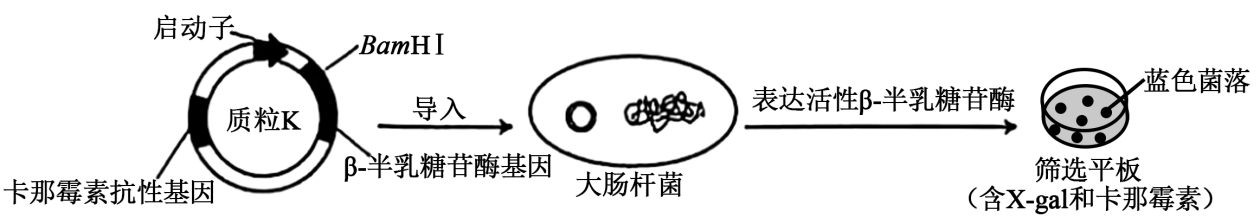 启动子
BamHⅠ
质粒K
卡那霉素抗性基因
β-半乳糖苷酶基因
导入
大肠杆菌
表达活性β-半乳糖苷酶
蓝色菌落
筛选平板
（含X-gal和卡那霉素）